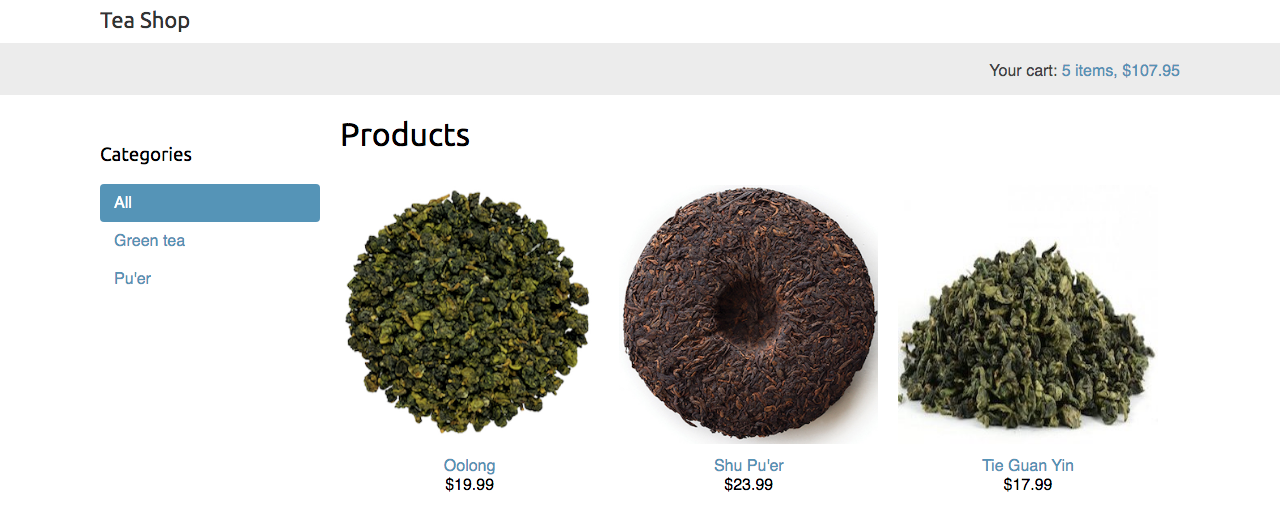 Tea Shop
Your cart: 5 items, $107.95
Categories
All
Green tea
Pu'er
Products
Oolong
$19.99
Shu Pu'er
$23.99
Tie Guan Yin
$17.99